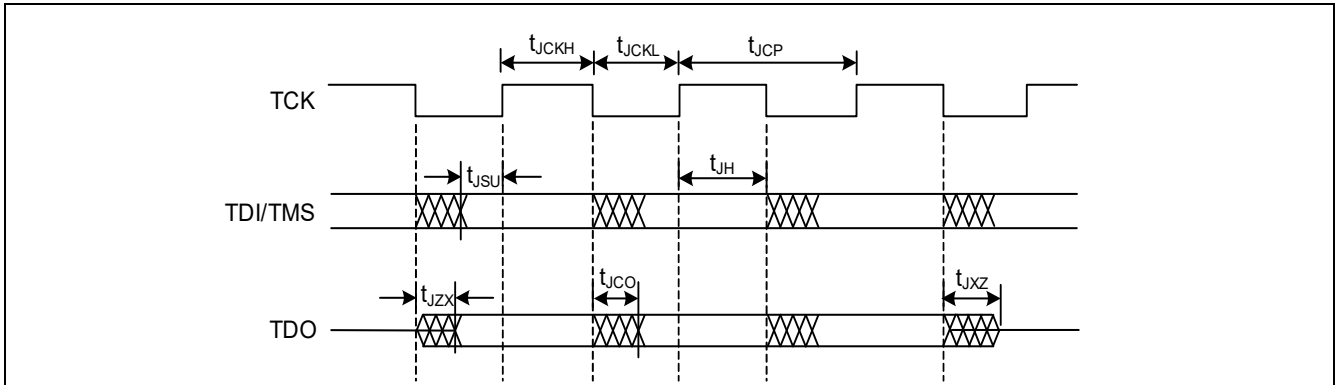 tJCKH tJCKL tJCP
TCK
tJSU tJH
TDI/TMS
tJZX tJCO tJXZ
TDO